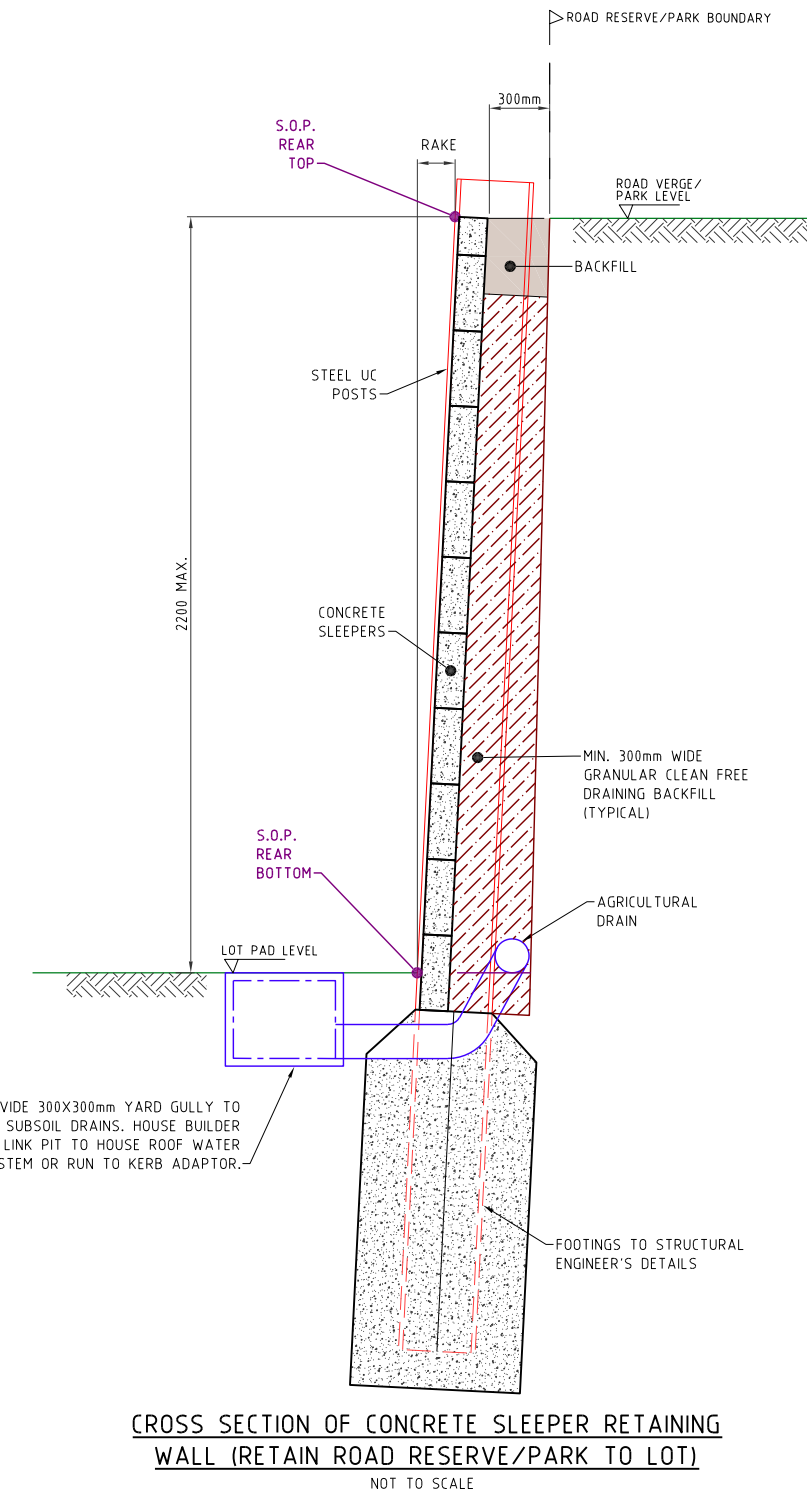 ROAD RESERVE/PARK BOUNDARY
300mm
S.O.P.
REAR
TOP
RAKE
ROAD VERGE/
PARK LEVEL
BACKFILL
STEEL UC
POSTS
2200 MAX.
CONCRETE
SLEEPERS
MIN. 300mm WIDE
GRANULAR CLEAN FREE
DRAINING BACKFILL
(TYPICAL)
S.O.P.
REAR
BOTTOM
AGRICULTURAL
DRAIN
LOT PAD LEVEL
VIDE 300X300mm YARD GULLY TO
SUBSOIL DRAINS. HOUSE BUILDER
LINK PIT TO HOUSE ROOF WATER
STEM OR RUN TO KERB ADAPTOR.
FOOTINGS TO STRUCTURAL
ENGINEER'S DETAILS
CROSS SECTION OF CONCRETE SLEEPER RETAINING
WALL (RETAIN ROAD RESERVE/PARK TO LOT)
NOT TO SCALE